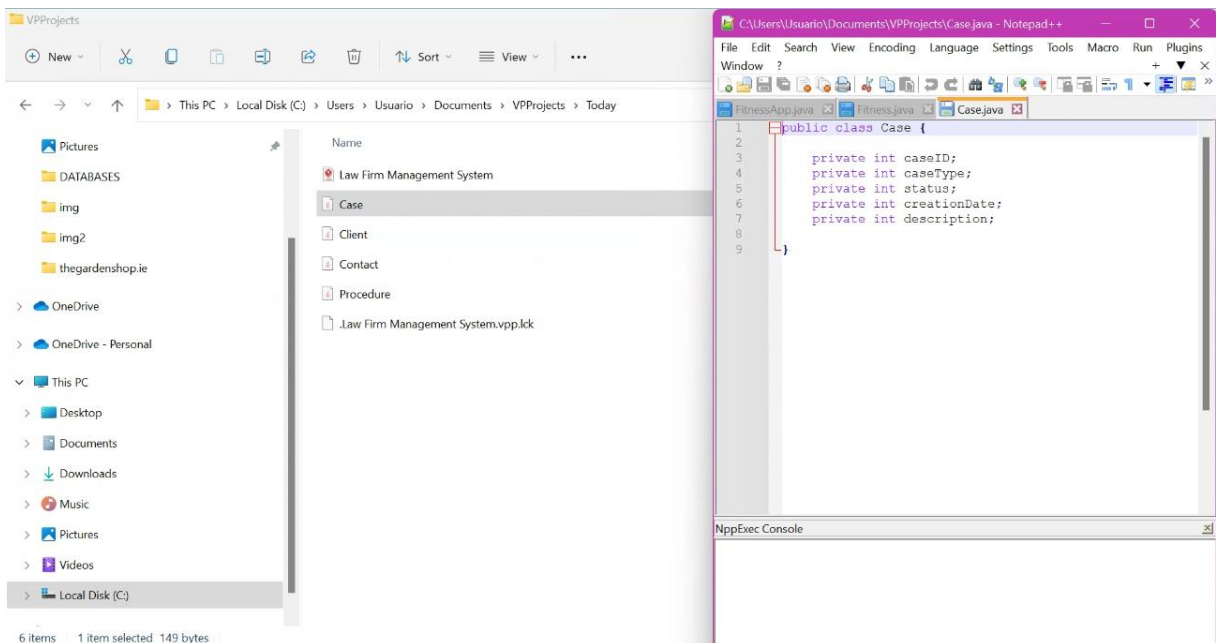 VPProjects
New
Sort
View
This PC > Local Disk (C:) > Users > Usuario > Documents > VPProjects > Today
Pictures
DATABASES
img
img2
thegardenshop.ie
OneDrive
OneDrive - Personal
This PC
Desktop
Documents
Downloads
Music
Pictures
Videos
Local Disk (C:)
Name
Law Firm Management System
Case
Client
Contact
Procedure
.Law Firm Management System.vpp.lck
6 items 1 item selected 149 bytes
C:\Users\Usuario\Documents\VPProjects\Case.java - Notepad++
File Edit Search View Encoding Language Settings Tools Macro Run Plugins
Window ?
FitnessApp.java Fitness.java Case.java
1 public class Case {
2
3 private int caseID;
4 private int caseType;
5 private int status;
6 private int creationDate;
7 private int description;
8
9 }
NppExec Console